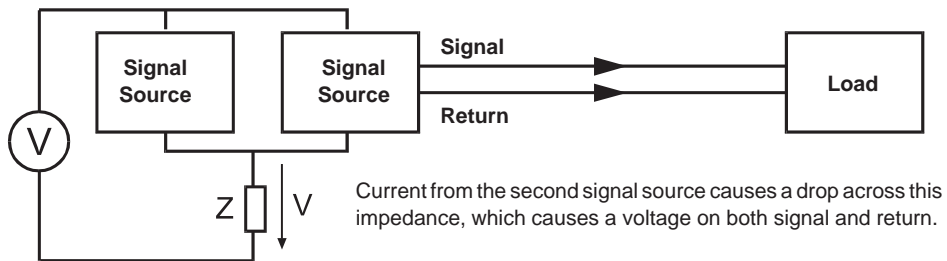 Signal
Source
Signal
Source
Signal
Return
Load
V
Z
V
Current from the second signal source causes a drop across this
impedance, which causes a voltage on both signal and return.